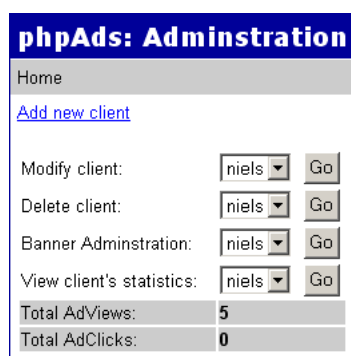 phpAds: Adminstration
Home
Add new client
Modify client: niels Go
Delete client: niels Go
Banner Adminstration: niels Go
View client's statistics: niels Go
Total AdViews: 5
Total AdClicks: 0